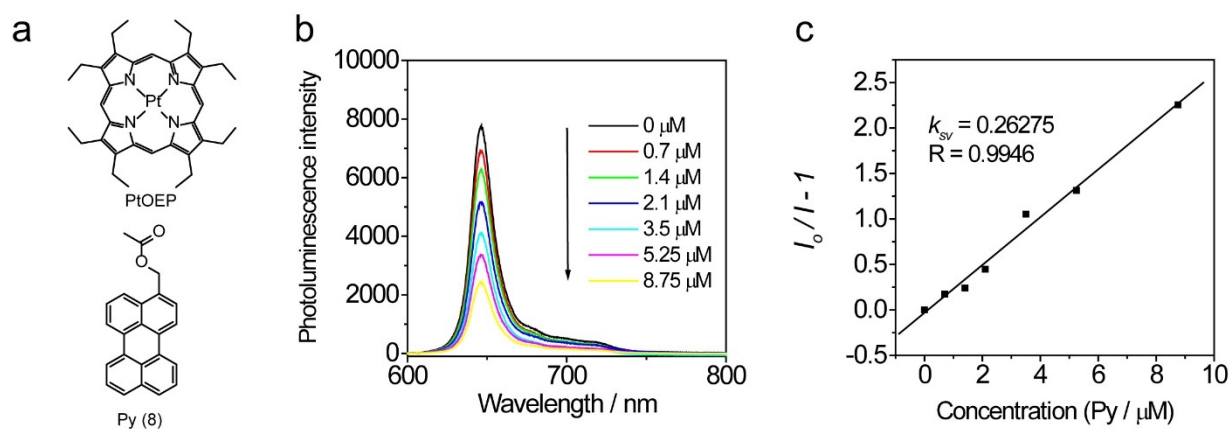 a
N
N
Pt
N
N
PtOEP
O
O
Py (8)
b
Photoluminescence intensity
10000
8000
6000
4000
2000
0
600
700
800
Wavelength / nm
0 μM
0.7 μM
1.4 μM
2.1 μM
3.5 μM
5.25 μM
8.75 μM
c
I₀ / I - 1
2.5
2.0
1.5
1.0
0.5
0.0
-0.5
k_sv = 0.26275
R = 0.9946
0
2
4
6
8
10
Concentration (Py / μM)